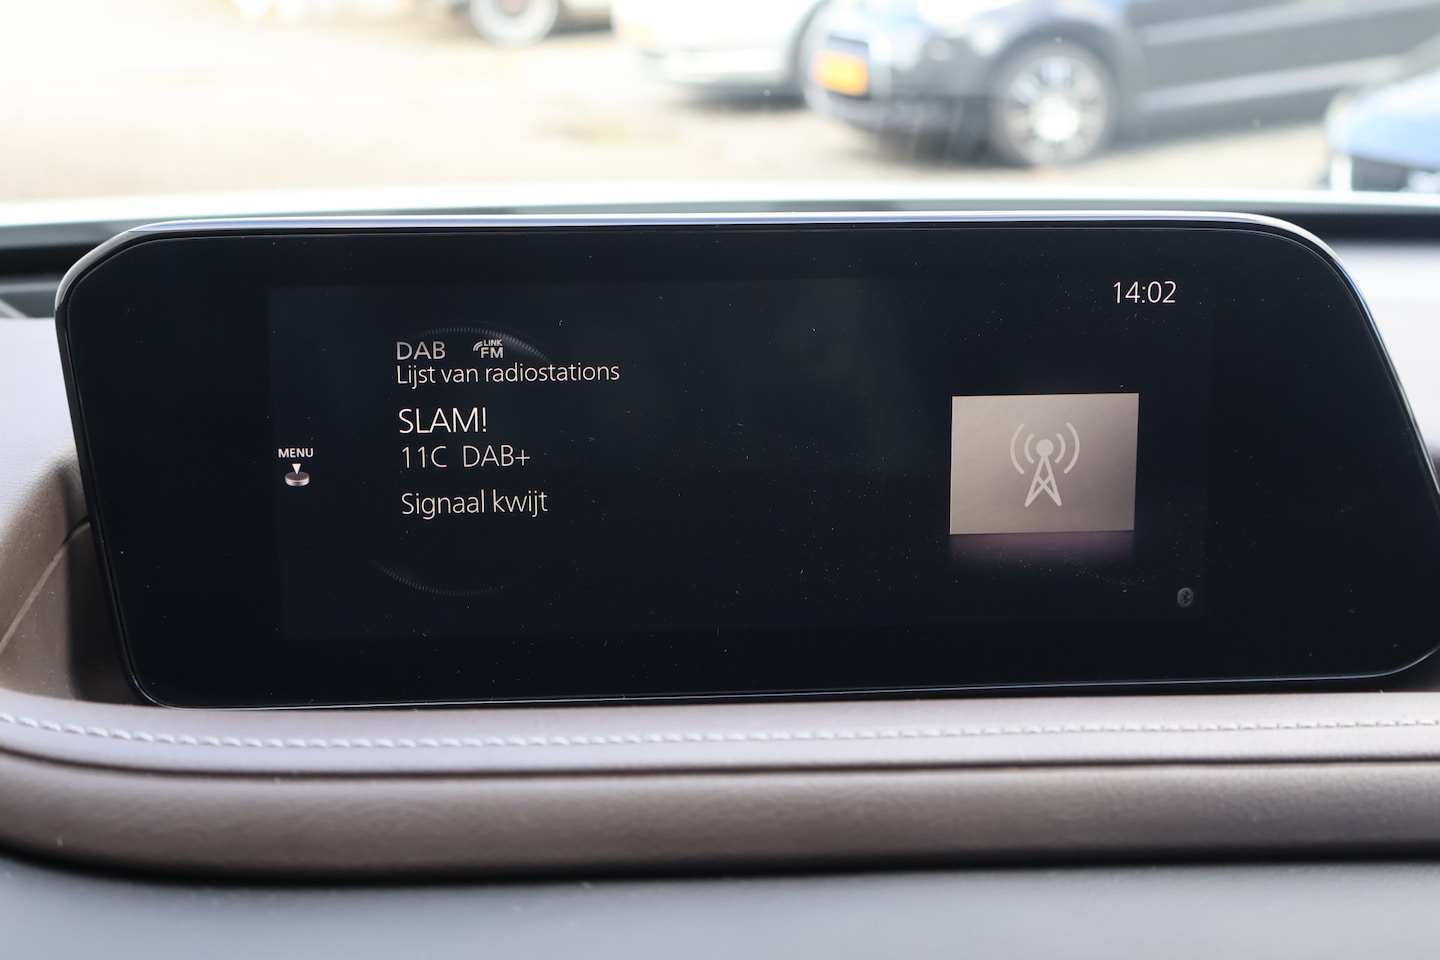 14:02
DAB LINK FM
Lijst van radiostations
SLAM!
11C DAB+
MENU
Signaal kwijt